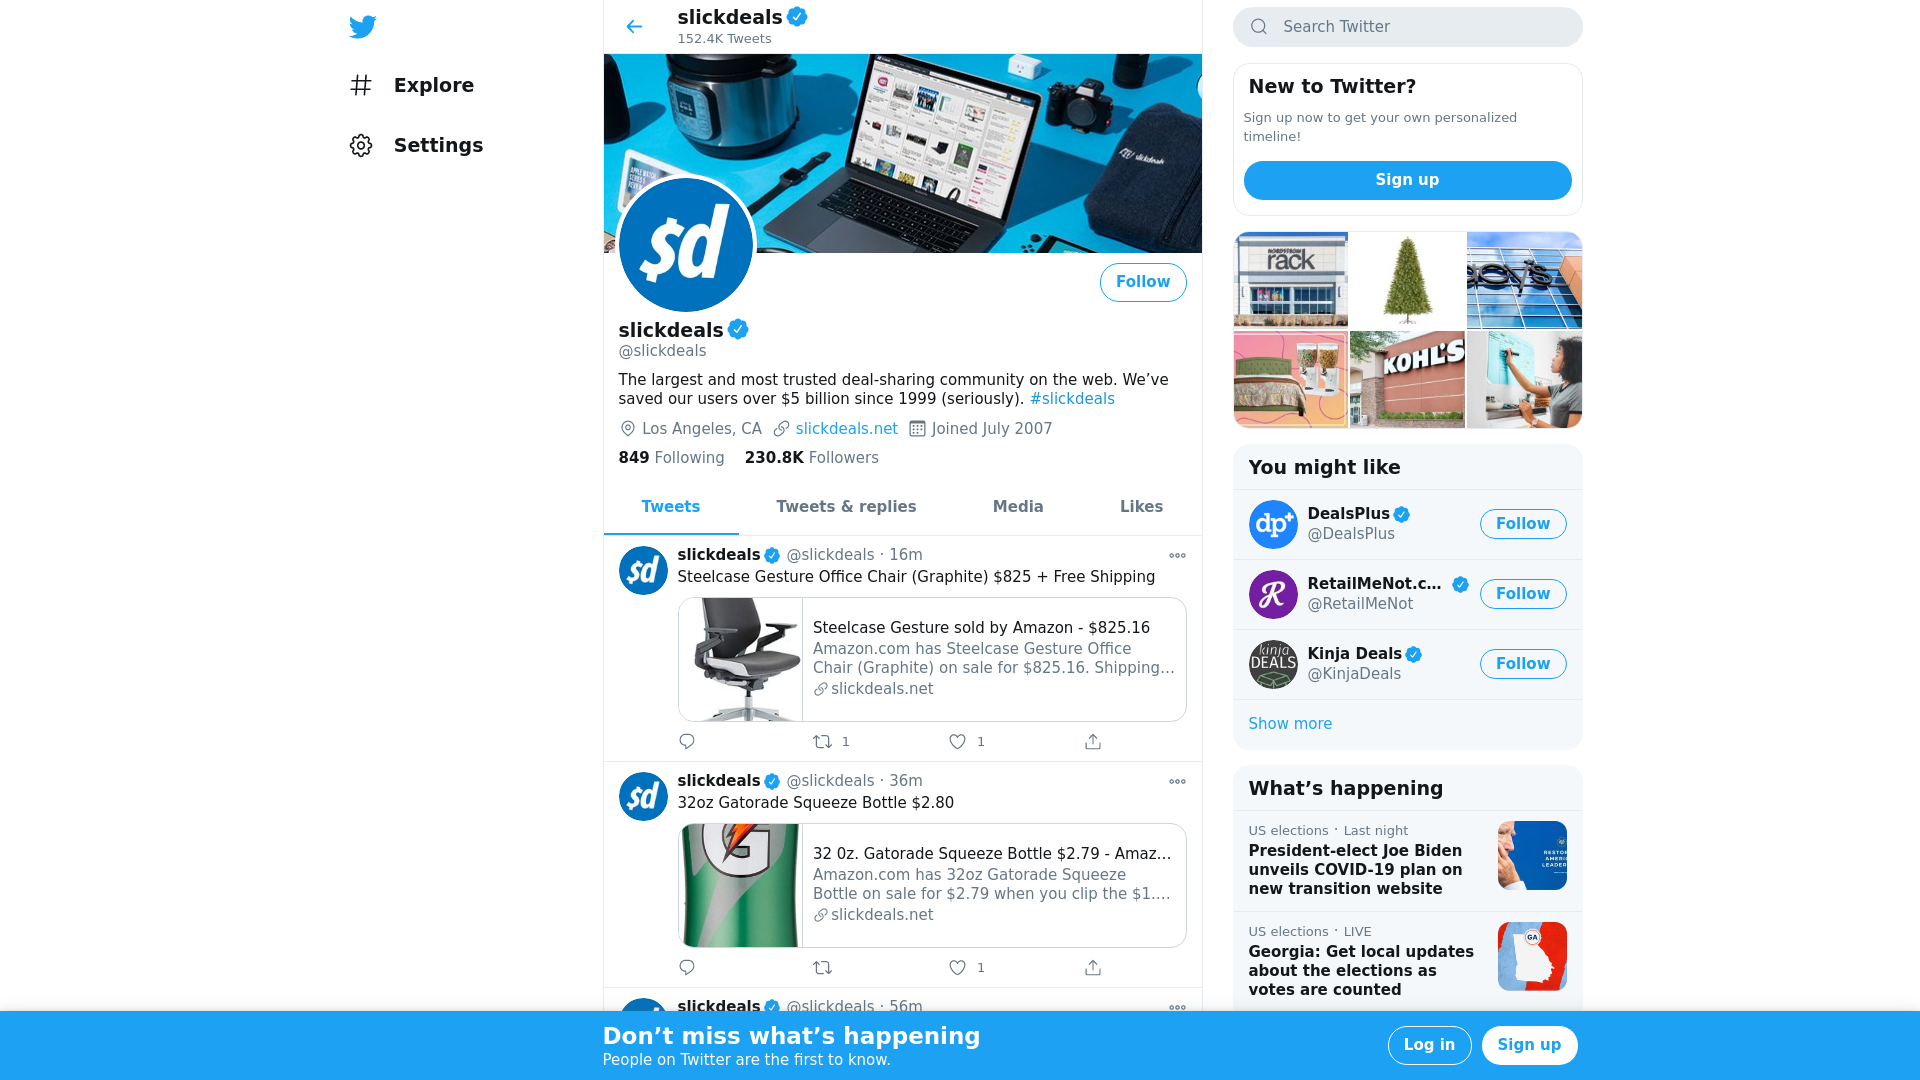 Explore
Settings
slickdeals
152.4K Tweets
slickdeals
$d
Follow
slickdeals
@slickdeals
The largest and most trusted deal-sharing community on the web. We’ve
saved our users over $5 billion since 1999 (seriously). #slickdeals
Los Angeles, CA slickdeals.net Joined July 2007
849 Following 230.8K Followers
Tweets Tweets & replies Media Likes
$d
slickdeals @slickdeals · 16m
Steelcase Gesture Office Chair (Graphite) $825 + Free Shipping
Steelcase Gesture sold by Amazon - $825.16
Amazon.com has Steelcase Gesture Office
Chair (Graphite) on sale for $825.16. Shipping...
slickdeals.net
1 1
$d
slickdeals @slickdeals · 36m
32oz Gatorade Squeeze Bottle $2.80
G
32 0z. Gatorade Squeeze Bottle $2.79 - Amaz...
Amazon.com has 32oz Gatorade Squeeze
Bottle on sale for $2.79 when you clip the $1....
slickdeals.net
1
slickdeals @slickdeals · 56m
Search Twitter
New to Twitter?
Sign up now to get your own personalized
timeline!
Sign up
NORDSTROM
rack
KOHL'S
You might like
dp+
DealsPlus
@DealsPlus
Follow
R
RetailMeNot.c...
@RetailMeNot
Follow
kinja
DEALS
Kinja Deals
@KinjaDeals
Follow
Show more
What’s happening
US elections · Last night
President-elect Joe Biden
unveils COVID-19 plan on
new transition website
US elections · LIVE
Georgia: Get local updates
about the elections as
votes are counted
GA
Don’t miss what’s happening
People on Twitter are the first to know.
Log in
Sign up